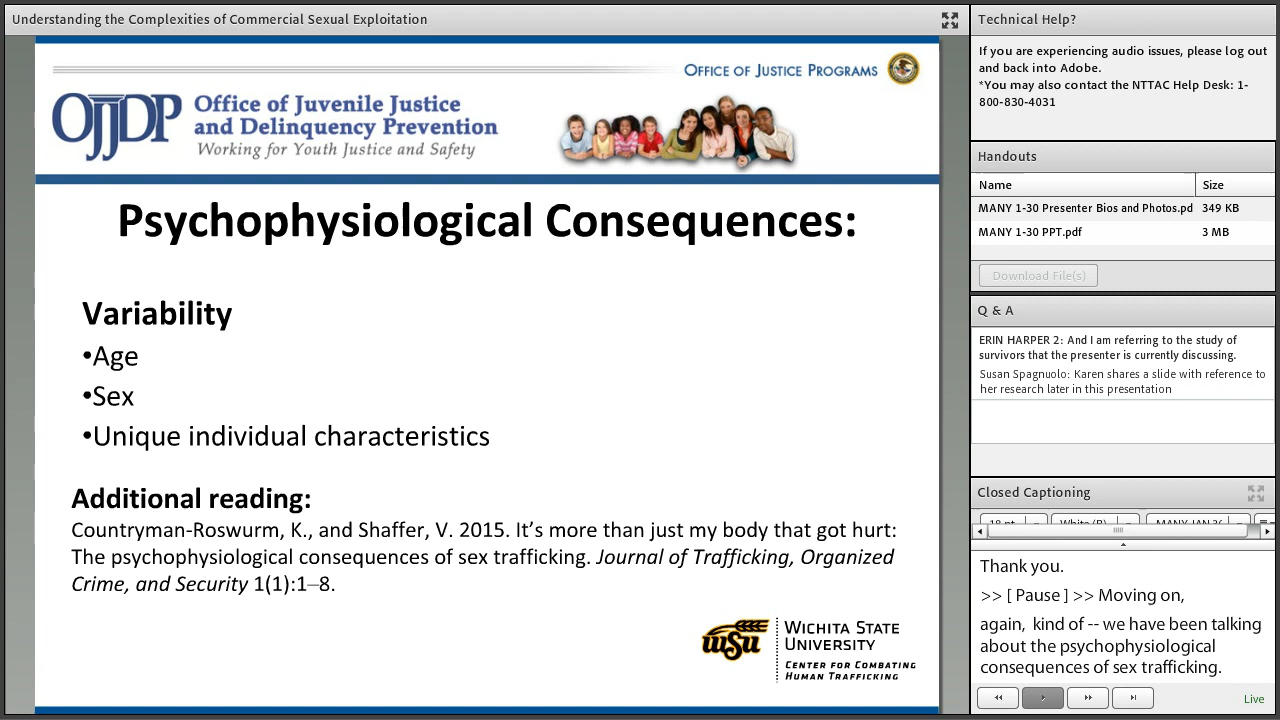 Understanding the Complexities of Commercial Sexual Exploitation
OFFICE OF JUSTICE PROGRAMS
OJJDP
Office of Juvenile Justice
and Delinquency Prevention
Working for Youth Justice and Safety
Psychophysiological Consequences:
Variability
•Age
•Sex
•Unique individual characteristics
Additional reading:
Countryman-Roswurm, K., and Shaffer, V. 2015. It’s more than just my body that got hurt:
The psychophysiological consequences of sex trafficking. Journal of Trafficking, Organized
Crime, and Security 1(1):1–8.
WSU
WICHITA STATE
UNIVERSITY
CENTER FOR COMBATING
HUMAN TRAFFICKING
Technical Help?
If you are experiencing audio issues, please log out
and back into Adobe.
*You may also contact the NTTAC Help Desk: 1-
800-830-4031
Handouts
Name Size
MANY 1-30 Presenter Bios and Photos.pd 349 KB
MANY 1-30 PPT.pdf 3 MB
Download File(s)
Q & A
ERIN HARPER 2: And I am referring to the study of
survivors that the presenter is currently discussing.
Susan Spagnuolo: Karen shares a slide with reference to
her research later in this presentation
Closed Captioning
Thank you.
>> [ Pause ] >> Moving on,
again, kind of -- we have been talking
about the psychophysiological
consequences of sex trafficking.
Live